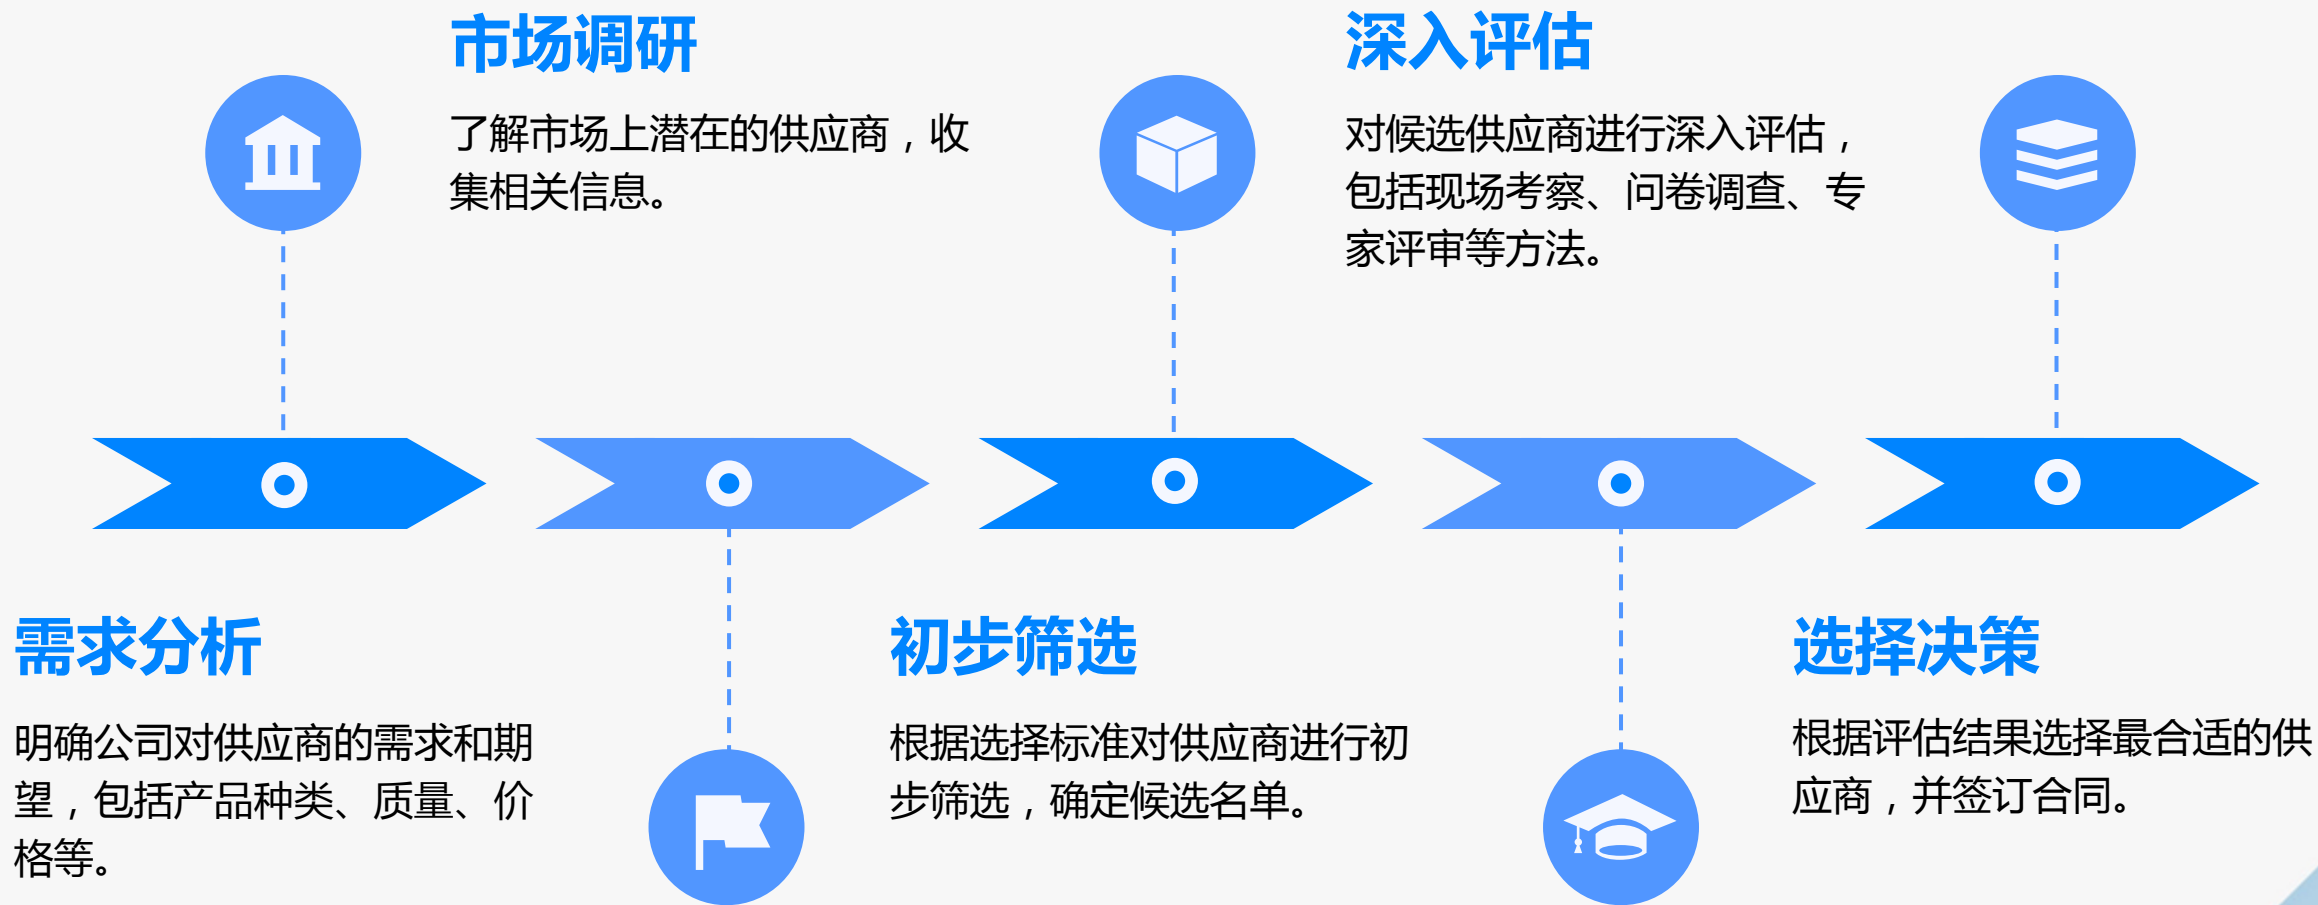 需求分析
明确公司对供应商的需求和期
望，包括产品种类、质量、价
格等。
市场调研
了解市场上潜在的供应商，收
集相关信息。
初步筛选
根据选择标准对供应商进行初
步筛选，确定候选名单。
深入评估
对候选供应商进行深入评估，
包括现场考察、问卷调查、专
家评审等方法。
选择决策
根据评估结果选择最合适的供
应商，并签订合同。